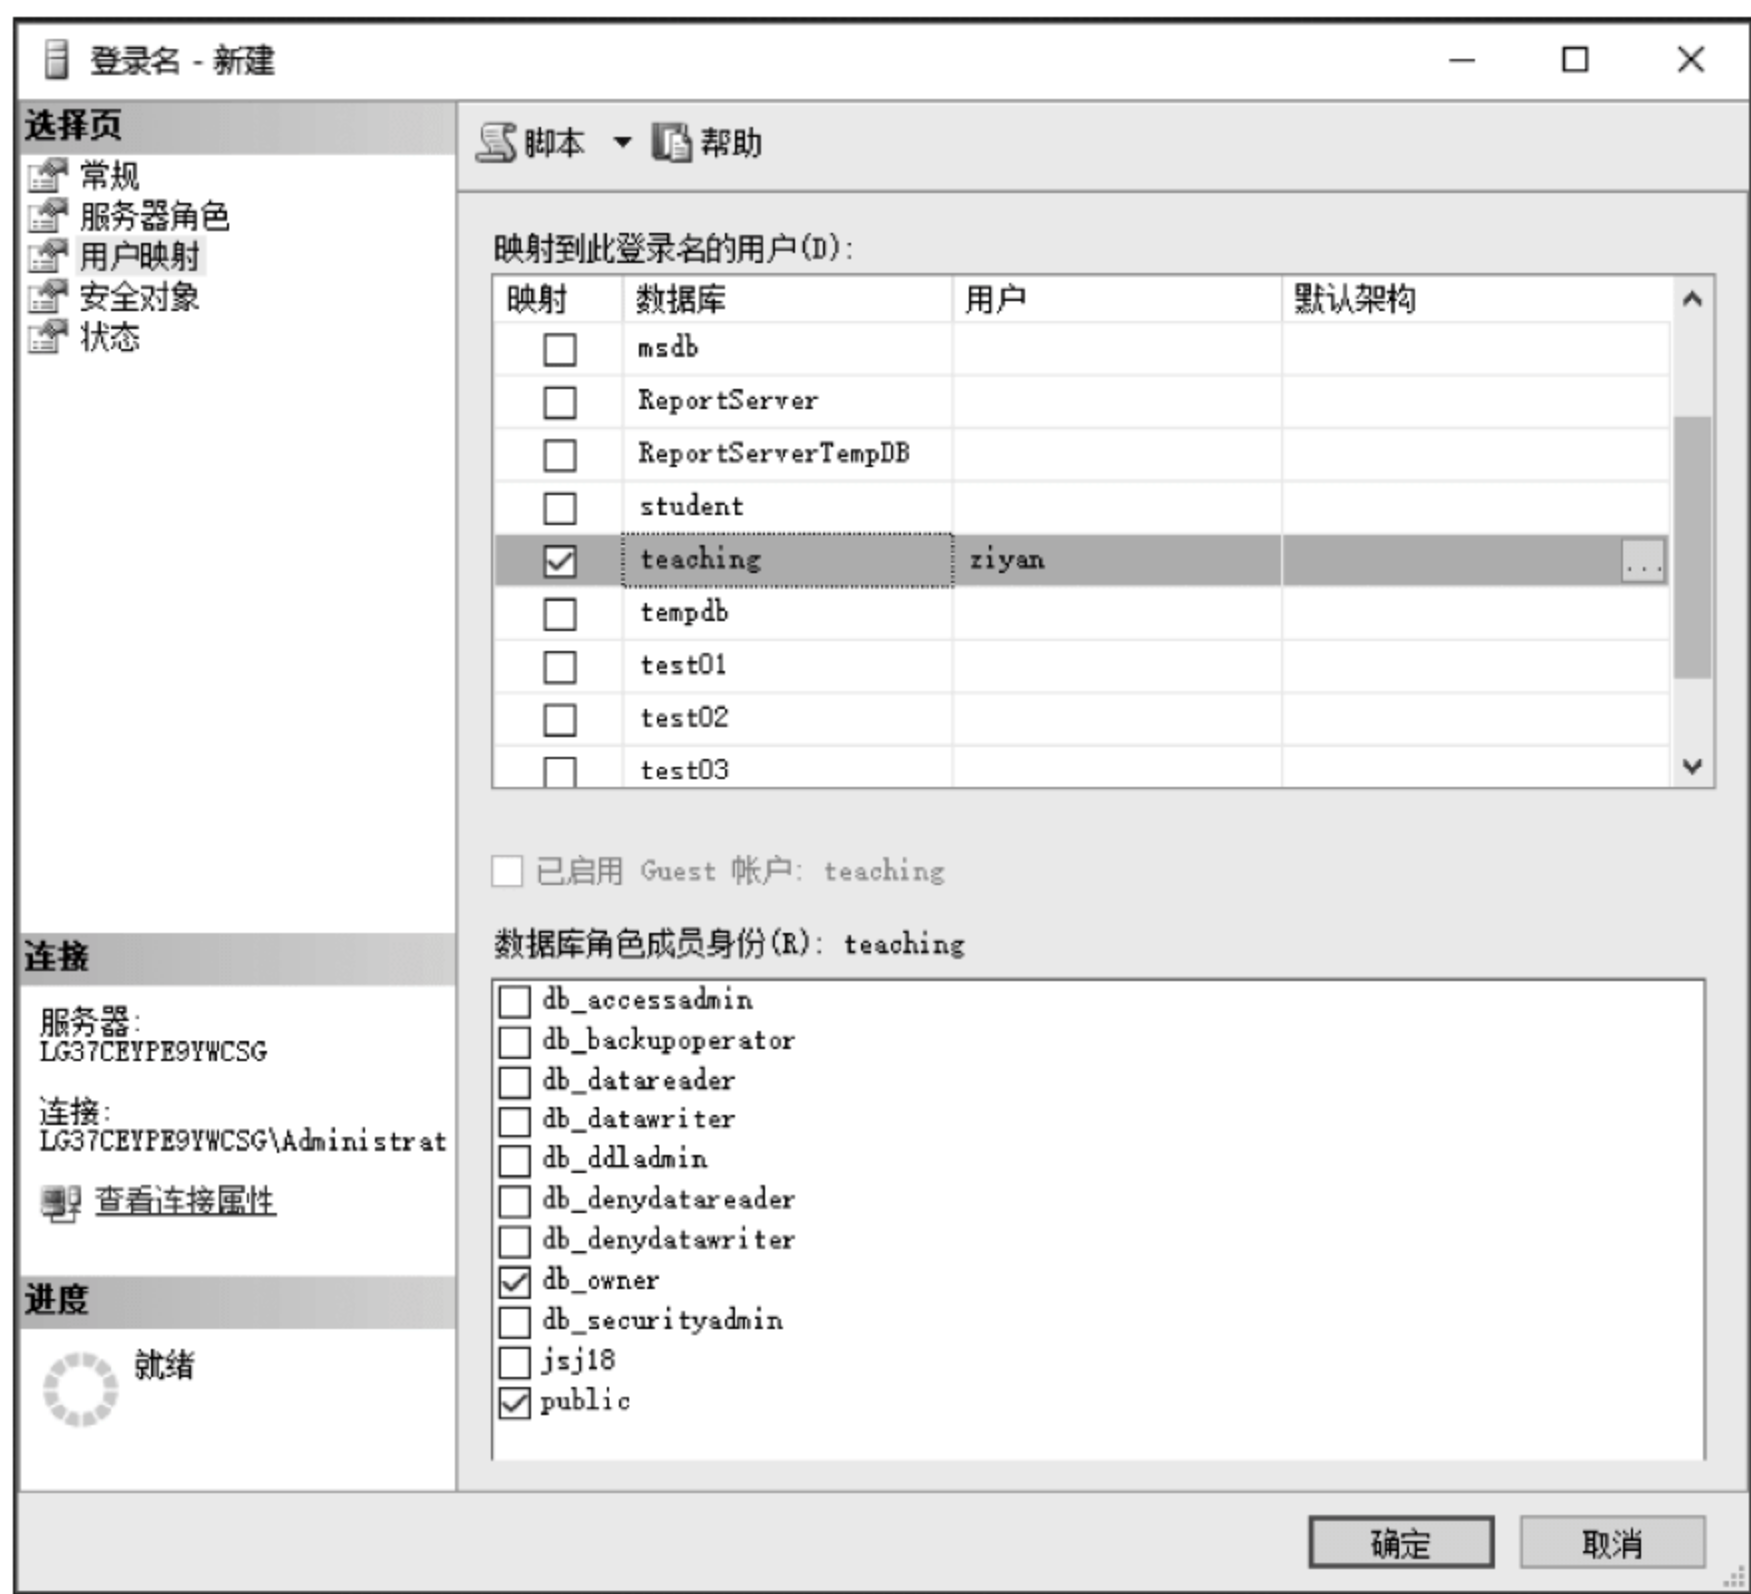 登录名 - 新建
选择页
常规
服务器角色
用户映射
安全对象
状态
脚本 帮助
映射到此登录名的用户(D):
映射 数据库 用户 默认架构
msdb
ReportServer
ReportServerTempDB
student
teaching ziyan ...
tempdb
test01
test02
test03
已启用 Guest 帐户: teaching
数据库角色成员身份(R): teaching
db_accessadmin
db_backupoperator
db_datareader
db_datawriter
db_ddladmin
db_denydatareader
db_denydatawriter
db_owner
db_securityadmin
jsj18
public
连接
服务器:
LG37CEYPE9YWCSG
连接:
LG37CEYPE9YWCSG\Administrat
查看连接属性
进度
就绪
确定 取消